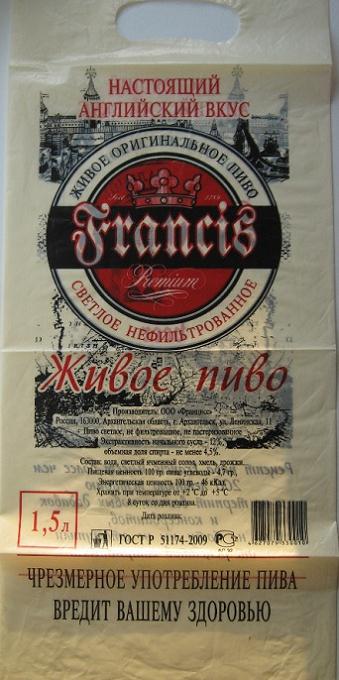 НАСТОЯЩИЙ
АНГЛИЙСКИЙ ВКУС
ЖИВОЕ ОРИГИНАЛЬНОЕ ПИВО
Francis
Premium
СВЕТЛОЕ НЕФИЛЬТРОВАННОЕ
Живое пиво
Производитель: ООО «Францисс»
Россия, 163000, Архангельская область, г. Архангельск, ул. Ленинская, 11
Пиво светлое, не фильтрованное, не пастеризованное
Экстрактивность начального сусла - 12%,
объемная доля спирта - не менее 4,5%.
Состав: вода, светлый ячменный солод, хмель, дрожжи.
Пищевая ценность: 100 гр. пива: углеводы - 4,7 гр.,
Энергетическая ценность 100 гр. - 46 кКал
Хранить при температуре от +2°С до +5°С
8 суток, со дня розлива.
Дата розлива:
1,5л
ГОСТ Р 51174-2009
ЧРЕЗМЕРНОЕ УПОТРЕБЛЕНИЕ ПИВА
ВРЕДИТ ВАШЕМУ ЗДОРОВЬЮ